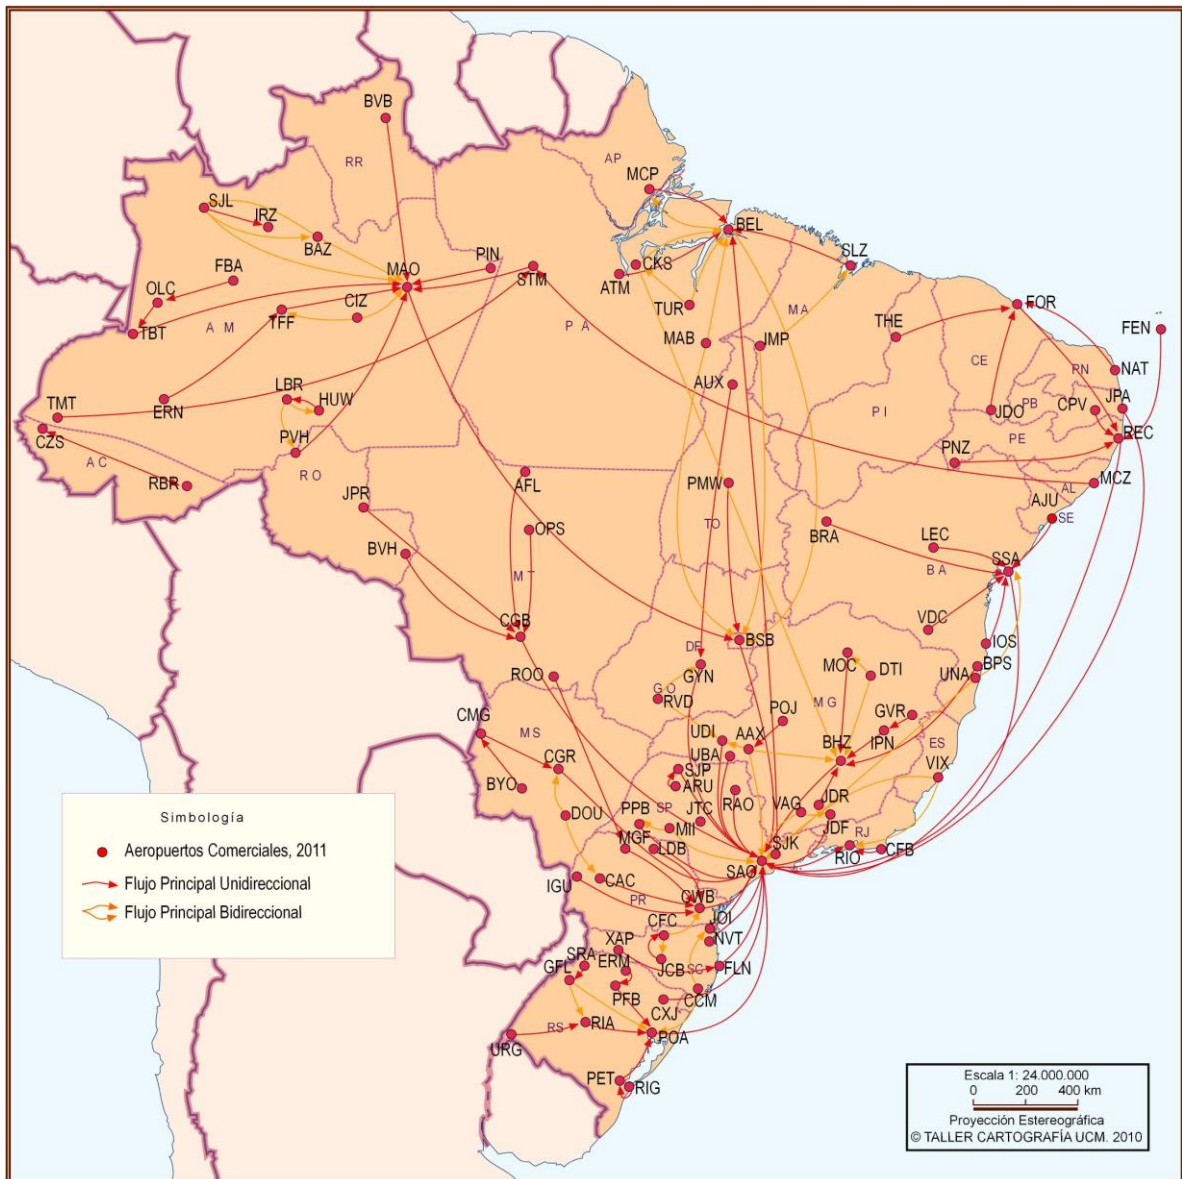 BVB
RR
AP
MCP
SJL
IRZ
BEL
BAZ
SLZ
FBA
MAO
PIN
CKS
STM
ATM
OLC
CIZ
TUR
MA
FOR
TBT
A M
TFF
P A
THE
FEN
MAB
IMP
CE
RN
NAT
AUX
LBR
HUW
PB
JPA
TMT
ERN
P I
JDO
CPV
CZS
PVH
PE
REC
A C
RBR
R O
PNZ
AFL
PMW
AL
MCZ
JPR
AJU
SE
OPS
TO
BRA
LEC
BVH
M T
SSA
B A
CGB
VDC
BSB
IOS
DF
MOC
DTI
BPS
ROO
GYN
UNA
G O
RVD
M G
CMG
POJ
GVR
M S
UDI
AAX
BHZ
IPN
ES
CGR
UBA
VIX
SJP
BYO
ARU
RAO
VAG
JDR
DOU
PPB
SP
JTC
JDF
MII
RJ
MGF
LDB
SJK
RIO
CFB
SAO
IGU
CAC
PR
CWB
CFC
JOI
XAP
NVT
SRA
ERM
JCB
SC
FLN
GFL
PFB
CXJ
CCM
RS
RIA
URG
POA
PET
RIG
Simbología
Aeropuertos Comerciales, 2011
Flujo Principal Unidireccional
Flujo Principal Bidireccional
Escala 1: 24.000.000
0 200 400 km
Proyección Estereográfica
© TALLER CARTOGRAFÍA UCM. 2010